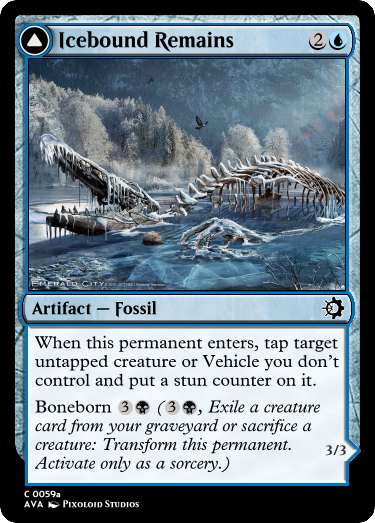 Icebound Remains 2
EMERALD CITY
Artifact — Fossil
When this permanent enters, tap target
untapped creature or Vehicle you don't
control and put a stun counter on it.
Boneborn 3 (3, Exile a creature
card from your graveyard or sacrifice a
creature: Transform this permanent.
Activate only as a sorcery.)
3/3
C 0059a
AVA Pixoloid Studios